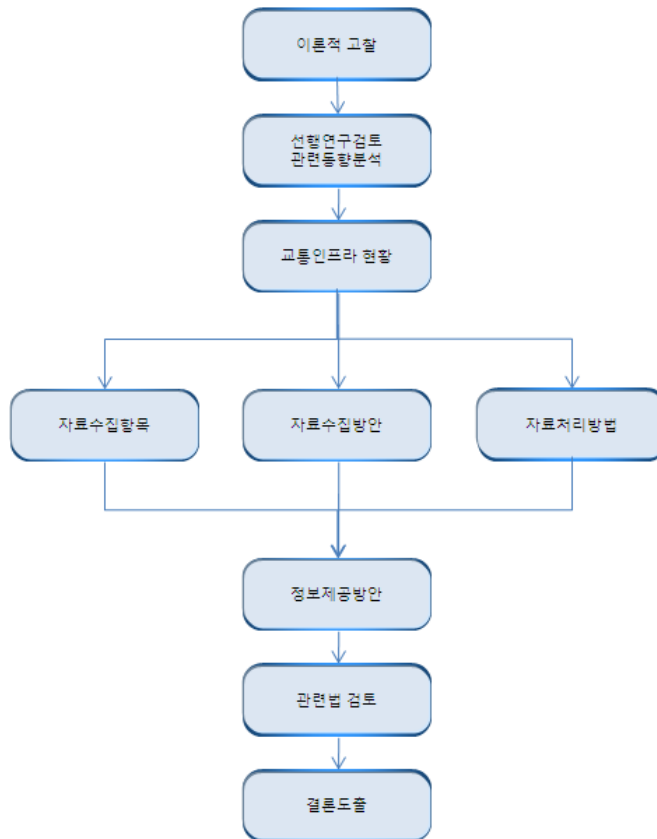 이론적 고찰
선행연구검토
관련동향분석
교통인프라 현황
자료수집항목
자료수집방안
자료처리방법
정보제공방안
관련법 검토
결론도출